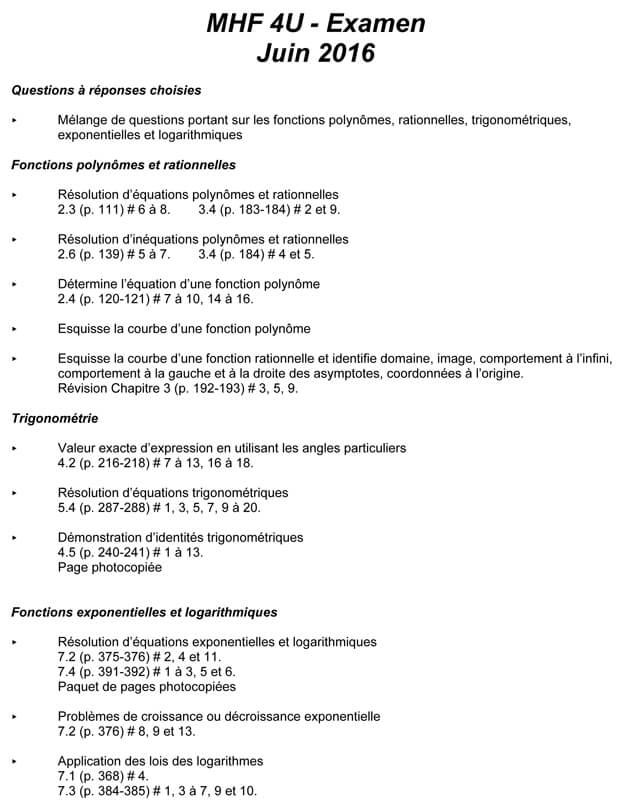 MHF 4U - Examen
Juin 2016
Questions à réponses choisies
‣ Mélange de questions portant sur les fonctions polynômes, rationnelles, trigonométriques,
exponentielles et logarithmiques
Fonctions polynômes et rationnelles
‣ Résolution d'équations polynômes et rationnelles
2.3 (p. 111) # 6 à 8. 3.4 (p. 183-184) # 2 et 9.
‣ Résolution d'inéquations polynômes et rationnelles
2.6 (p. 139) # 5 à 7. 3.4 (p. 184) # 4 et 5.
‣ Détermine l'équation d'une fonction polynôme
2.4 (p. 120-121) # 7 à 10, 14 à 16.
‣ Esquisse la courbe d'une fonction polynôme
‣ Esquisse la courbe d'une fonction rationnelle et identifie domaine, image, comportement à l'infini,
comportement à la gauche et à la droite des asymptotes, coordonnées à l'origine.
Révision Chapitre 3 (p. 192-193) # 3, 5, 9.
Trigonométrie
‣ Valeur exacte d'expression en utilisant les angles particuliers
4.2 (p. 216-218) # 7 à 13, 16 à 18.
‣ Résolution d'équations trigonométriques
5.4 (p. 287-288) # 1, 3, 5, 7, 9 à 20.
‣ Démonstration d'identités trigonométriques
4.5 (p. 240-241) # 1 à 13.
Page photocopiée
Fonctions exponentielles et logarithmiques
‣ Résolution d'équations exponentielles et logarithmiques
7.2 (p. 375-376) # 2, 4 et 11.
7.4 (p. 391-392) # 1 à 3, 5 et 6.
Paquet de pages photocopiées
‣ Problèmes de croissance ou décroissance exponentielle
7.2 (p. 376) # 8, 9 et 13.
‣ Application des lois des logarithmes
7.1 (p. 368) # 4.
7.3 (p. 384-385) # 1, 3 à 7, 9 et 10.